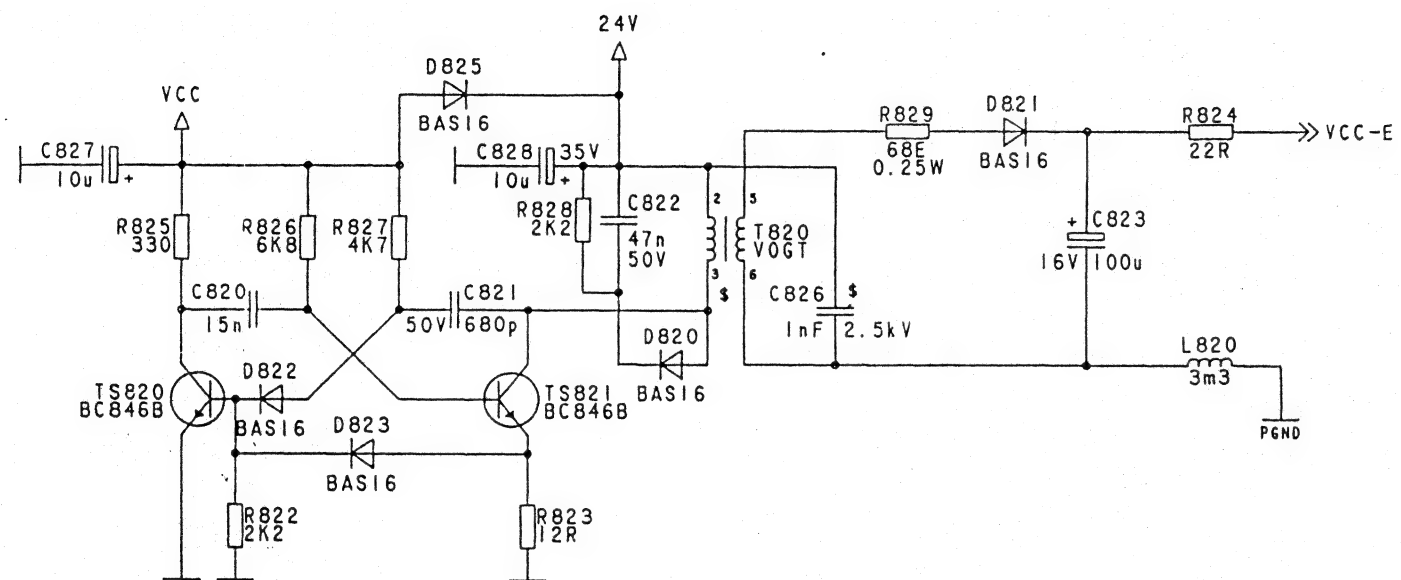 24V
D825
BAS16
VCC
C827
10u
+
C828
10u
35V
+
R829
68E
0.25W
D821
BAS16
R824
22R
VCC-E
R825
330
R826
6K8
R827
4K7
R828
2K2
C822
47n
50V
2
5
T820
VOGT
3
6
$
+
C823
16V
100u
C820
15n
C821
50V
680p
C826
$
1nF
2.5kV
D820
BAS16
L820
3m3
PGND
TS820
BC846B
D822
BAS16
D823
BAS16
TS821
BC846B
R822
2K2
R823
12R